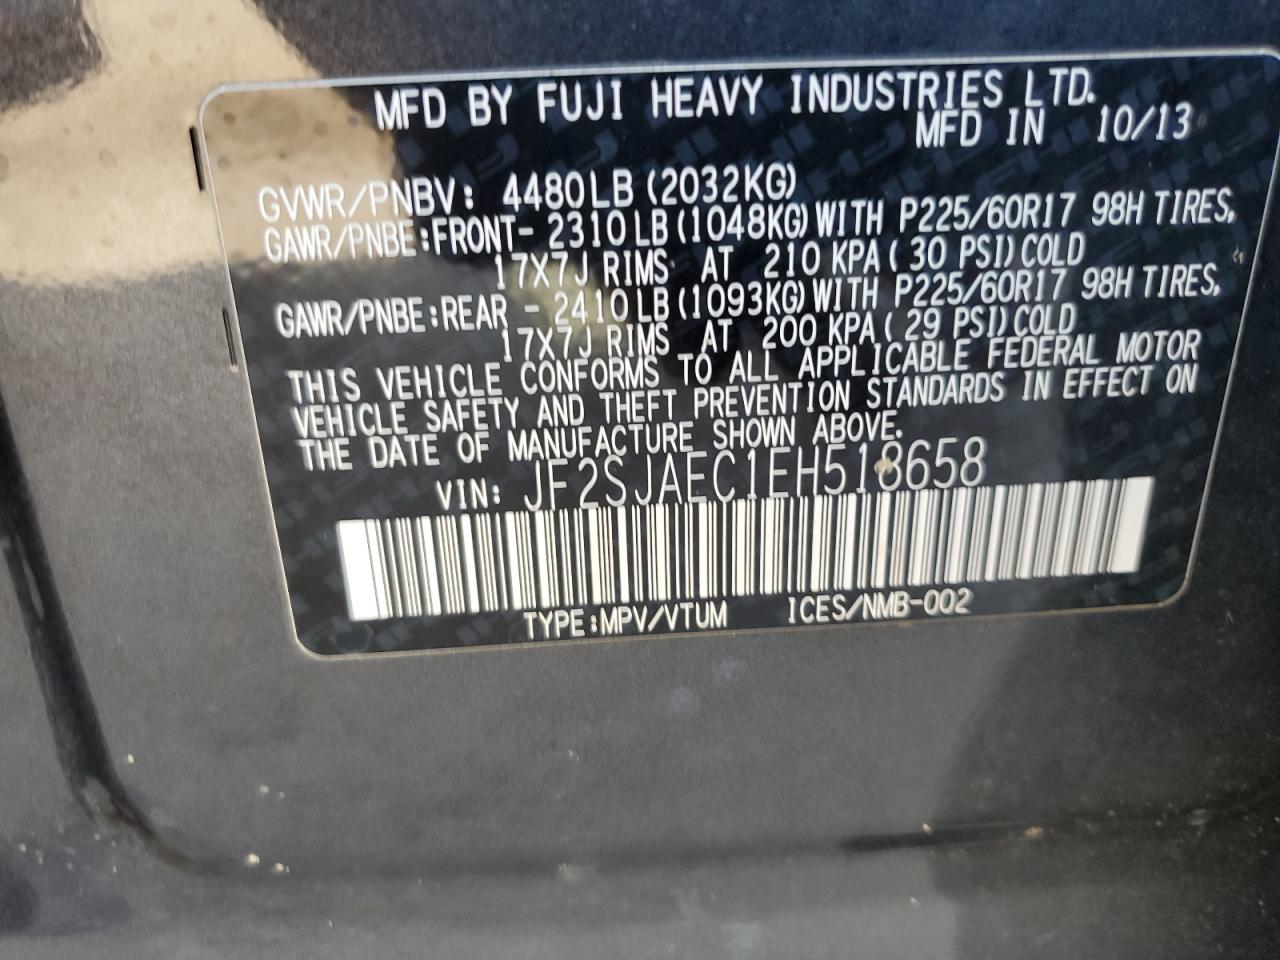 MFD BY FUJI HEAVY INDUSTRIES LTD.
MFD IN 10/13
GVWR/PNBV: 4480LB (2032KG)
GAWR/PNBE:FRONT- 2310LB(1048KG)WITH P225/60R17 98H TIRES,
17X7J RIMS AT 210 KPA( 30 PSI)COLD
GAWR/PNBE:REAR - 2410LB(1093KG)WITH P225/60R17 98H TIRES,
17X7J RIMS AT 200 KPA( 29 PSI)COLD
THIS VEHICLE CONFORMS TO ALL APPLICABLE FEDERAL MOTOR
VEHICLE SAFETY AND THEFT PREVENTION STANDARDS IN EFFECT ON
THE DATE OF MANUFACTURE SHOWN ABOVE.
VIN: JF2SJAEC1EH518658
TYPE:MPV/VTUM ICES/NMB-002